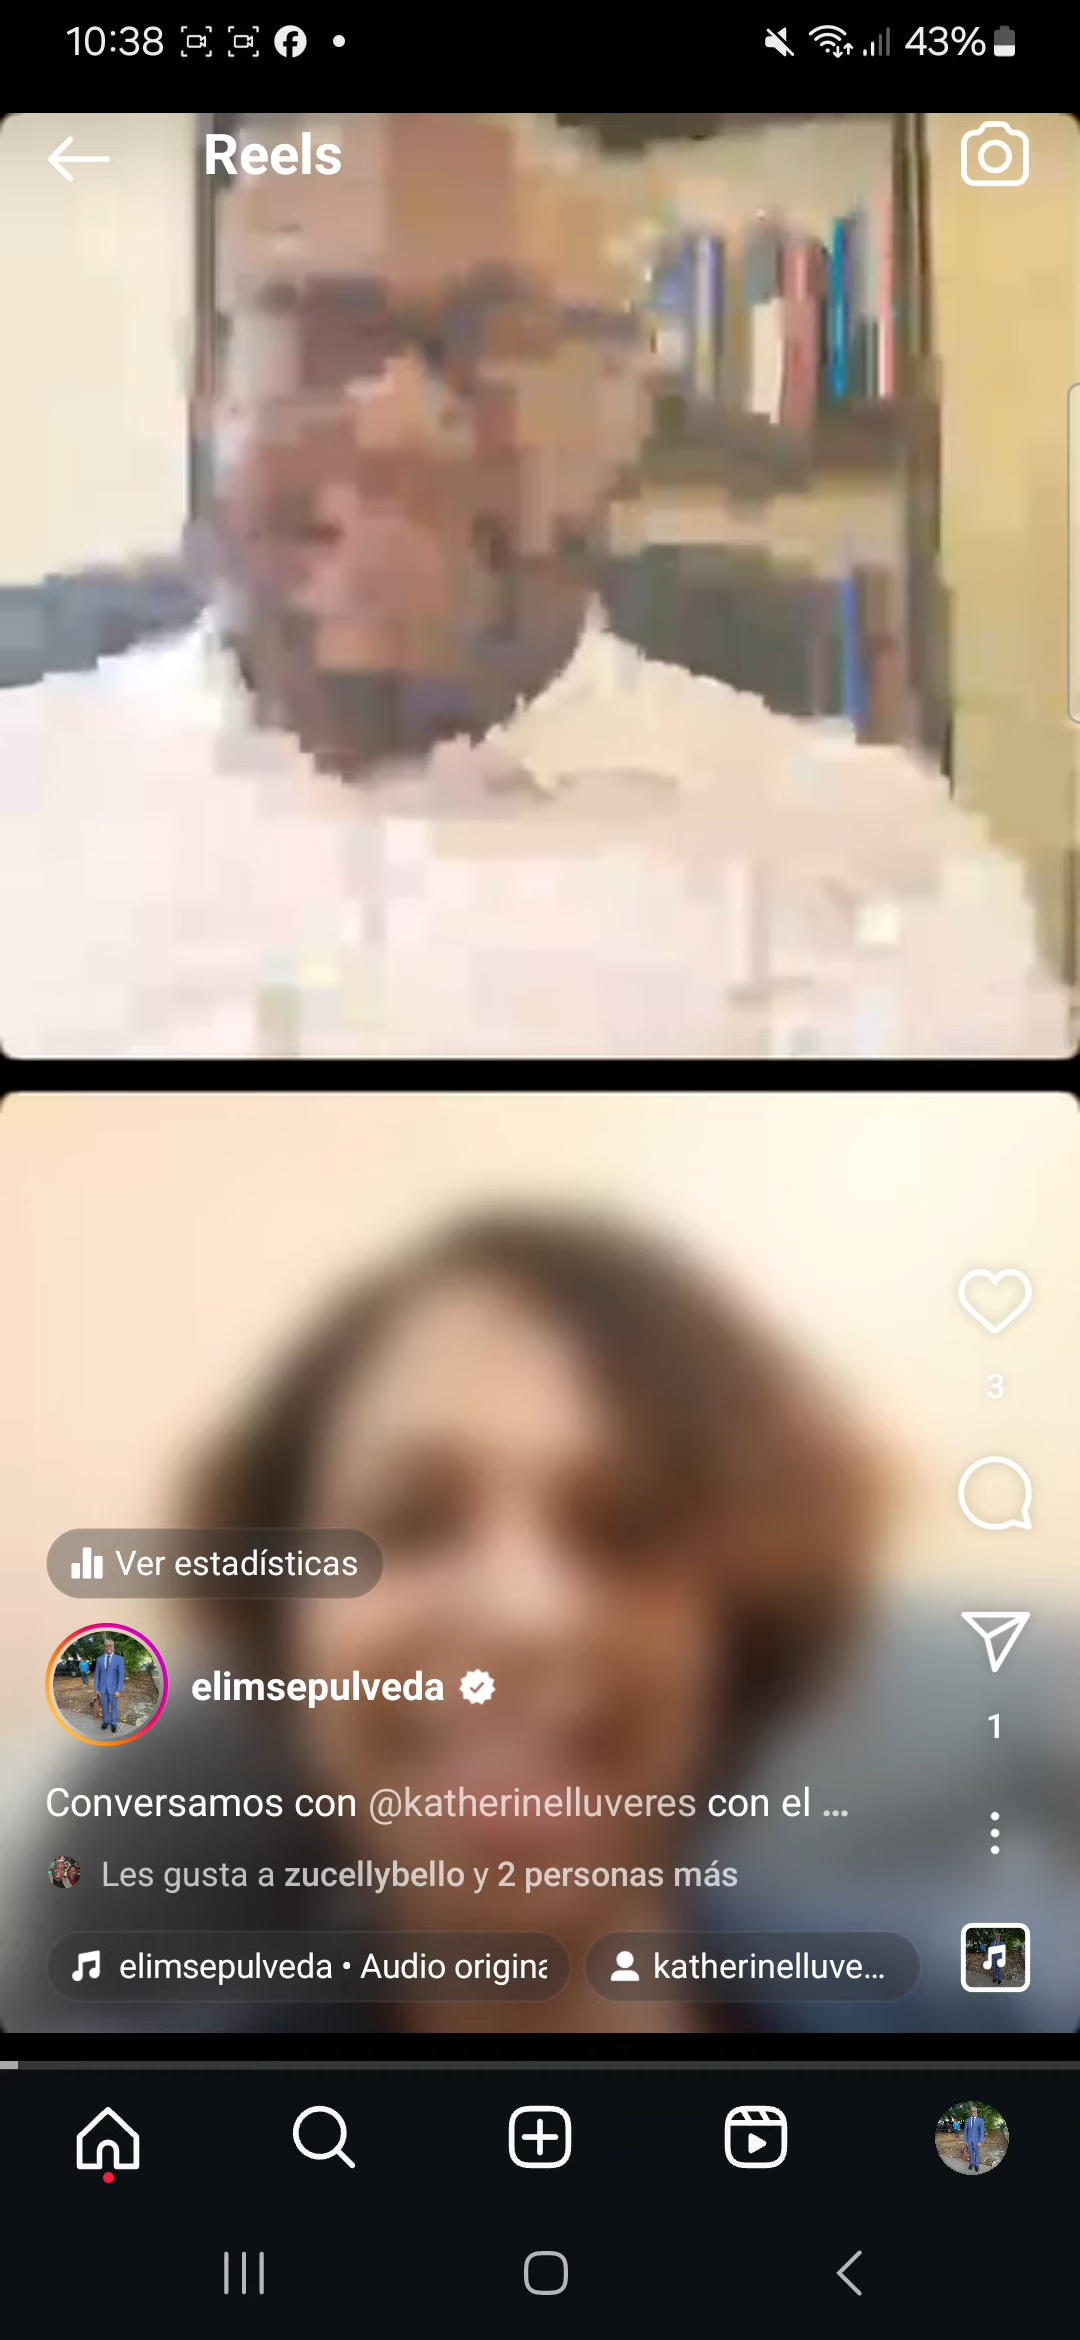 10:38
43%
Reels
3
Ver estadísticas
elimsepulveda
1
Conversamos con @katherinelluveres con el ...
Les gusta a zucellybello y 2 personas más
elimsepulveda • Audio origina
katherinelluve...